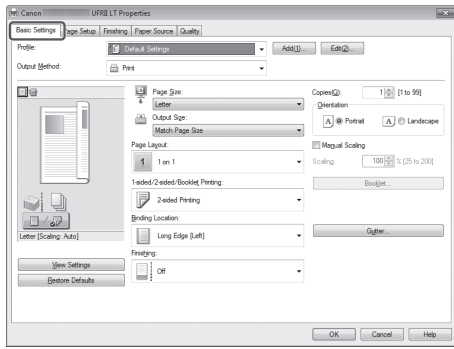 Canon UFRII LT Properties
Basic Settings Page Setup Finishing Paper Source Quality
Profile: Default Settings Add(1)... Edit(2)...
Output Method: Print
Page Size:
Letter
Output Size:
Match Page Size
Page Layout:
1 1 on 1
1-sided/2-sided/Booklet Printing:
2-sided Printing
Binding Location:
Long Edge [Left]
Finishing:
Off
Copies(Q): 1 [1 to 99]
Orientation
A Portrait A Landscape
Manual Scaling
Scaling: 100 % [25 to 200]
Booklet...
Gutter...
Letter [Scaling: Auto]
View Settings
Restore Defaults
OK Cancel Help